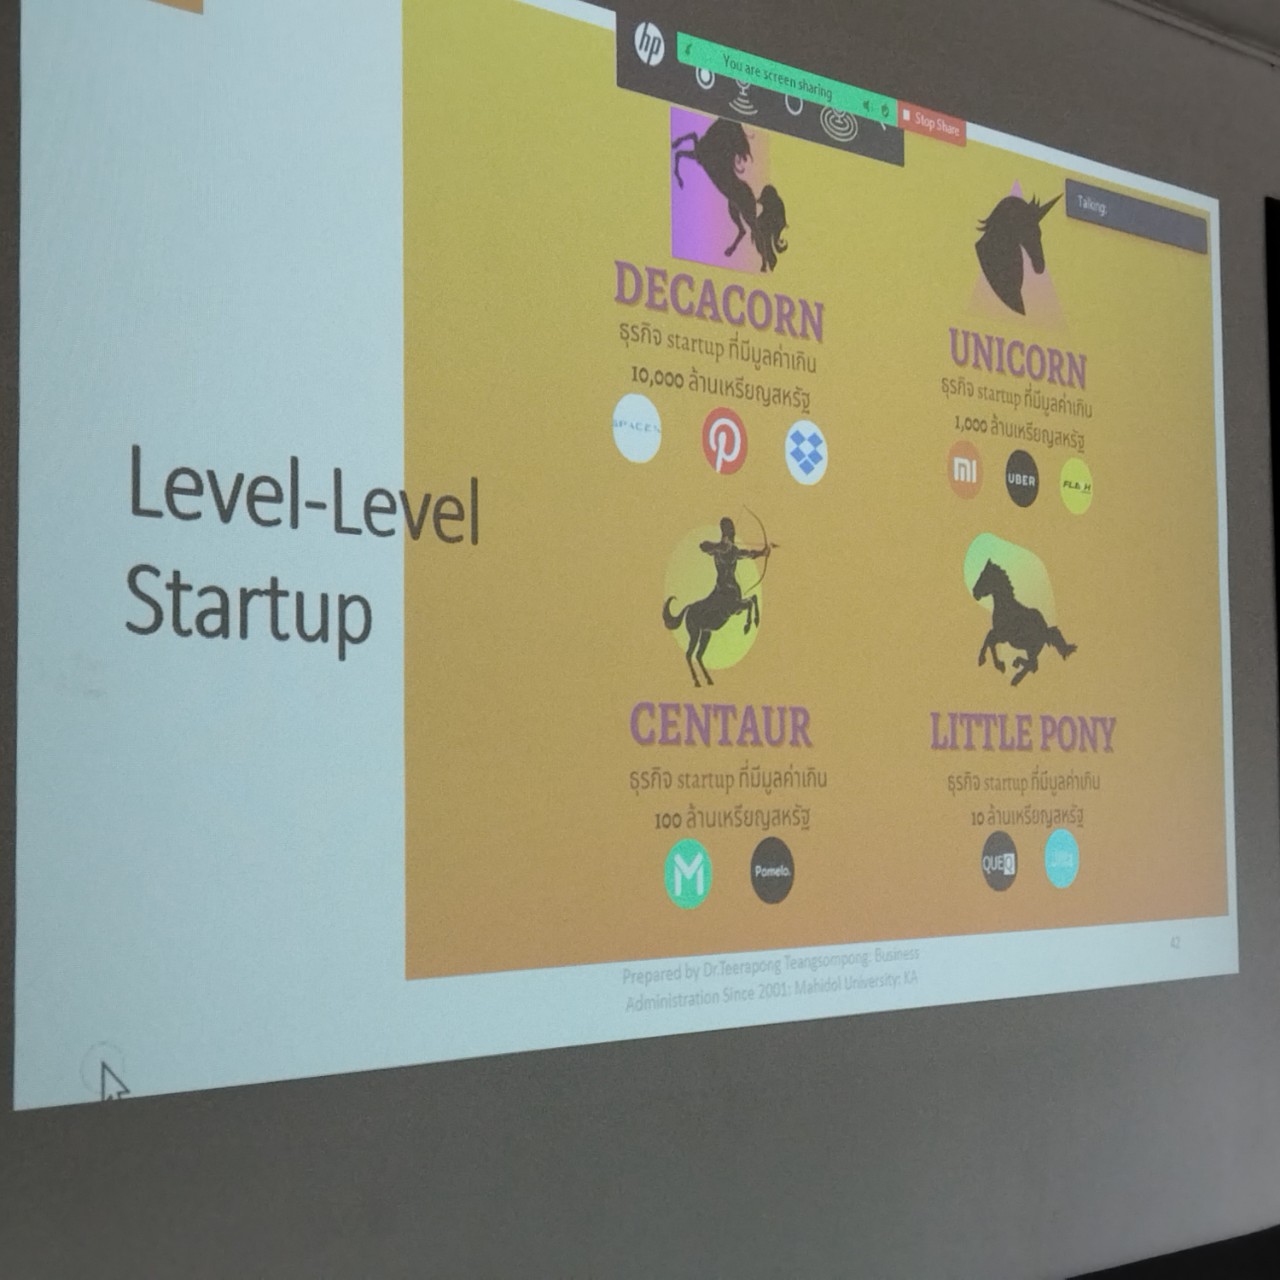 hp
You are screen sharing
Stop Share
Talking:
Level-Level
Startup
DECACORN
ธุรกิจ startup ที่มีมูลค่าเกิน
10,000 ล้านเหรียญสหรัฐ
SPACEX
UNICORN
ธุรกิจ startup ที่มีมูลค่าเกิน
1,000 ล้านเหรียญสหรัฐ
mi
UBER
CENTAUR
ธุรกิจ startup ที่มีมูลค่าเกิน
100 ล้านเหรียญสหรัฐ
Pomelo.
LITTLE PONY
ธุรกิจ startup ที่มีมูลค่าเกิน
10 ล้านเหรียญสหรัฐ
QUEQ
Prepared by Dr.Teerapong Teangsompong: Business
Administration Since 2001: Mahidol University: KA
42